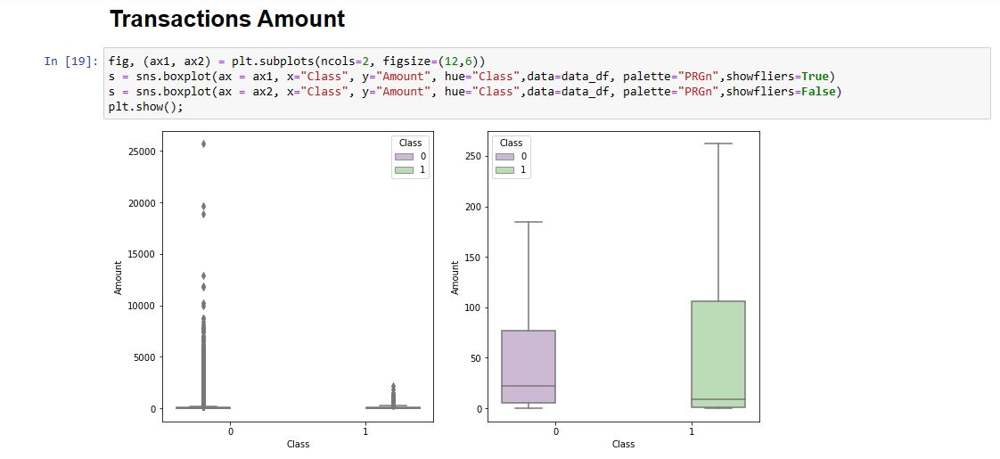 Transactions Amount
In [19]:
fig, (ax1, ax2) = plt.subplots(ncols=2, figsize=(12,6))
s = sns.boxplot(ax = ax1, x="Class", y="Amount", hue="Class",data=data_df, palette="PRGn",showfliers=True)
s = sns.boxplot(ax = ax2, x="Class", y="Amount", hue="Class",data=data_df, palette="PRGn",showfliers=False)
plt.show();
Class
0
1
25000
20000
15000
10000
5000
0
Amount
0 1
Class
Class
0
1
250
200
150
100
50
0
Amount
0 1
Class